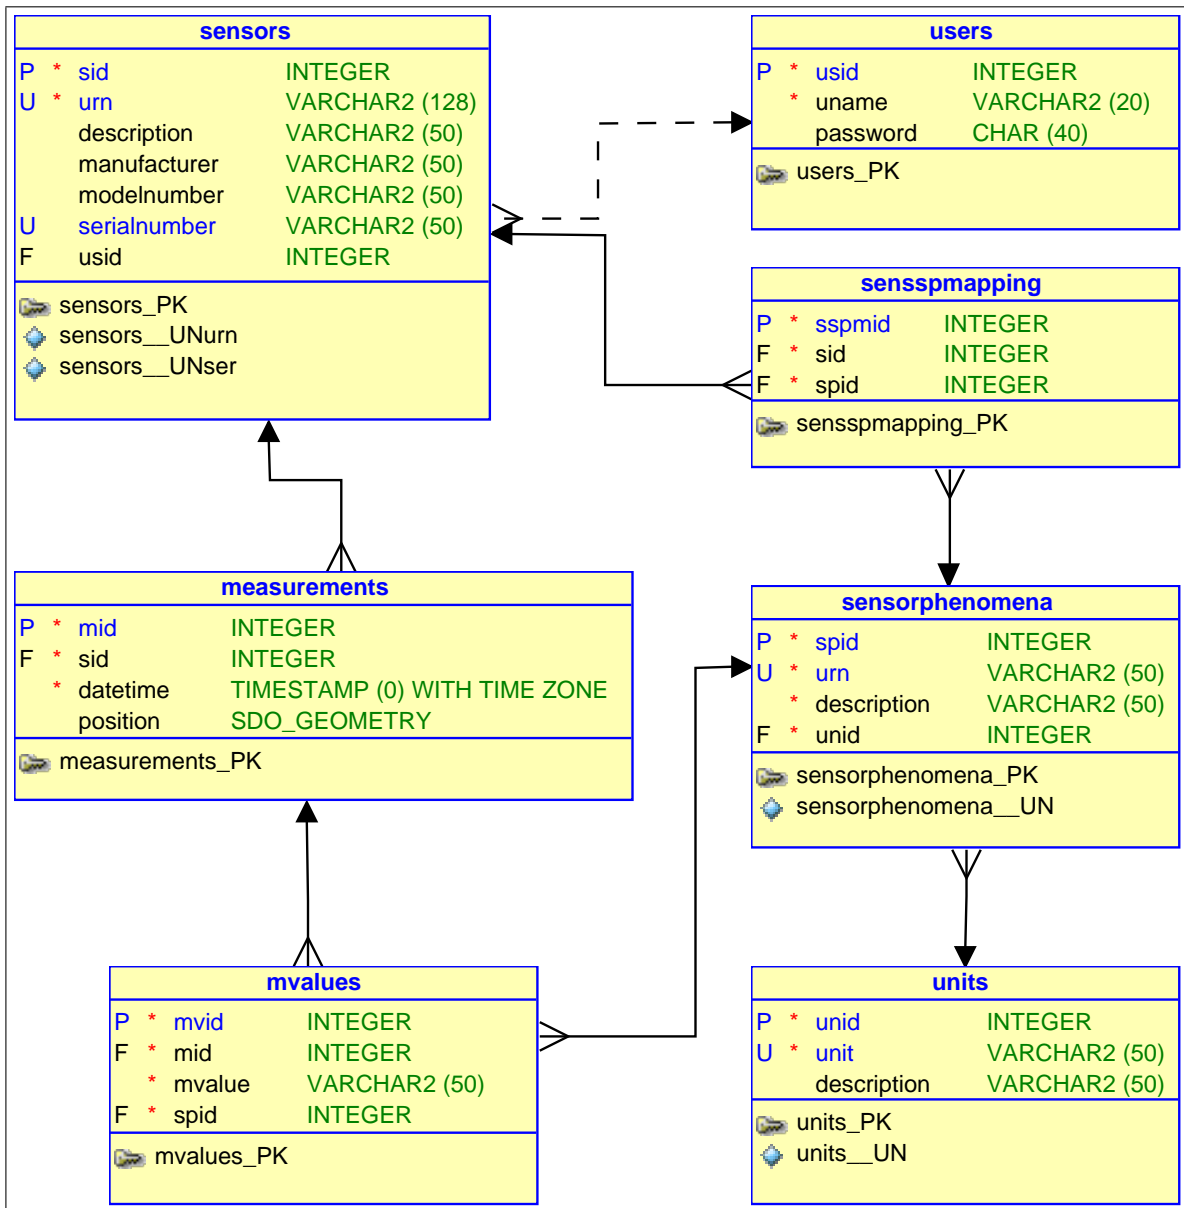 sensors
P * sid INTEGER
U * urn VARCHAR2 (128)
description VARCHAR2 (50)
manufacturer VARCHAR2 (50)
modelnumber VARCHAR2 (50)
U serialnumber VARCHAR2 (50)
F usid INTEGER
sensors_PK
sensors__UNurn
sensors__UNser
users
P * usid INTEGER
* uname VARCHAR2 (20)
password CHAR (40)
users_PK
sensspmapping
P * sspmid INTEGER
F * sid INTEGER
F * spid INTEGER
sensspmapping_PK
measurements
P * mid INTEGER
F * sid INTEGER
* datetime TIMESTAMP (0) WITH TIME ZONE
position SDO_GEOMETRY
measurements_PK
sensorphenomena
P * spid INTEGER
U * urn VARCHAR2 (50)
* description VARCHAR2 (50)
F * unid INTEGER
sensorphenomena_PK
sensorphenomena__UN
mvalues
P * mvid INTEGER
F * mid INTEGER
* mvalue VARCHAR2 (50)
F * spid INTEGER
mvalues_PK
units
P * unid INTEGER
U * unit VARCHAR2 (50)
description VARCHAR2 (50)
units_PK
units__UN